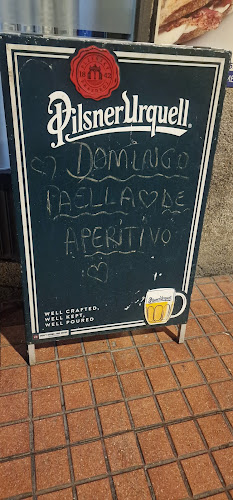 Pilsner Urquell
DOMINGO
PAELLA DE
APERITIVO
WELL CRAFTED,
WELL KEPT,
WELL POURED